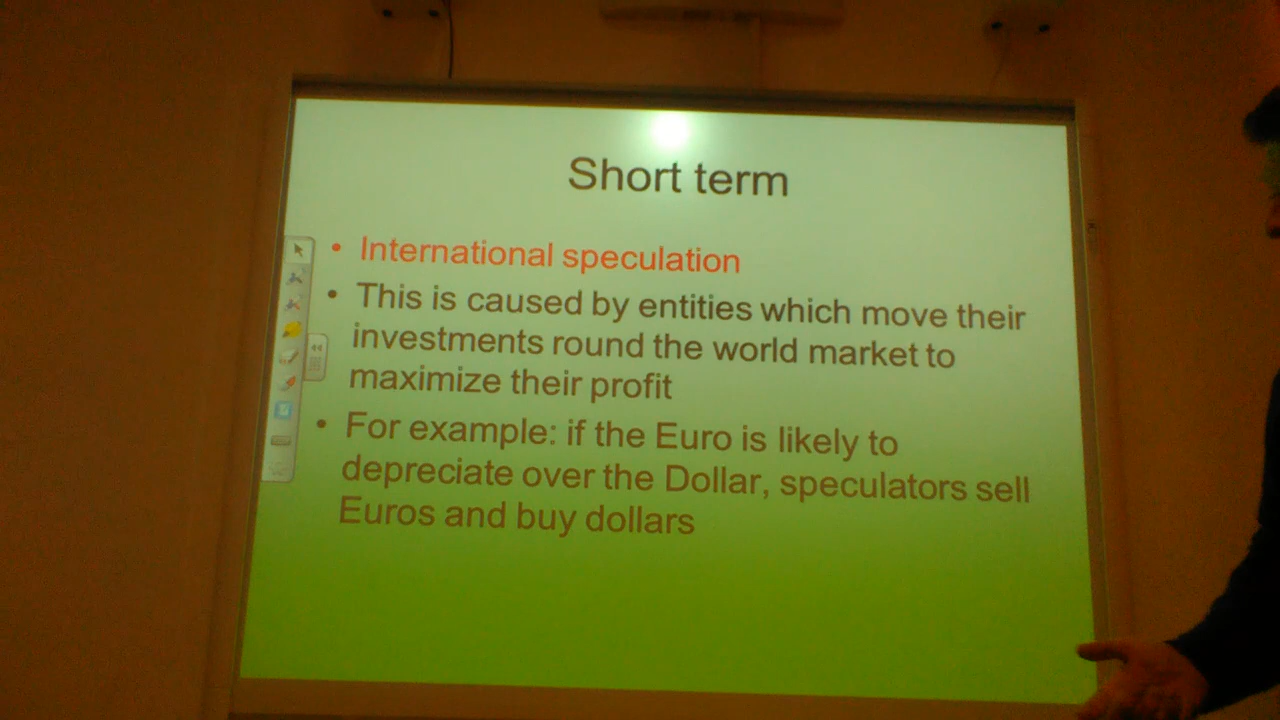 Short term
• International speculation
• This is caused by entities which move their
investments round the world market to
maximize their profit
• For example: if the Euro is likely to
depreciate over the Dollar, speculators sell
Euros and buy dollars